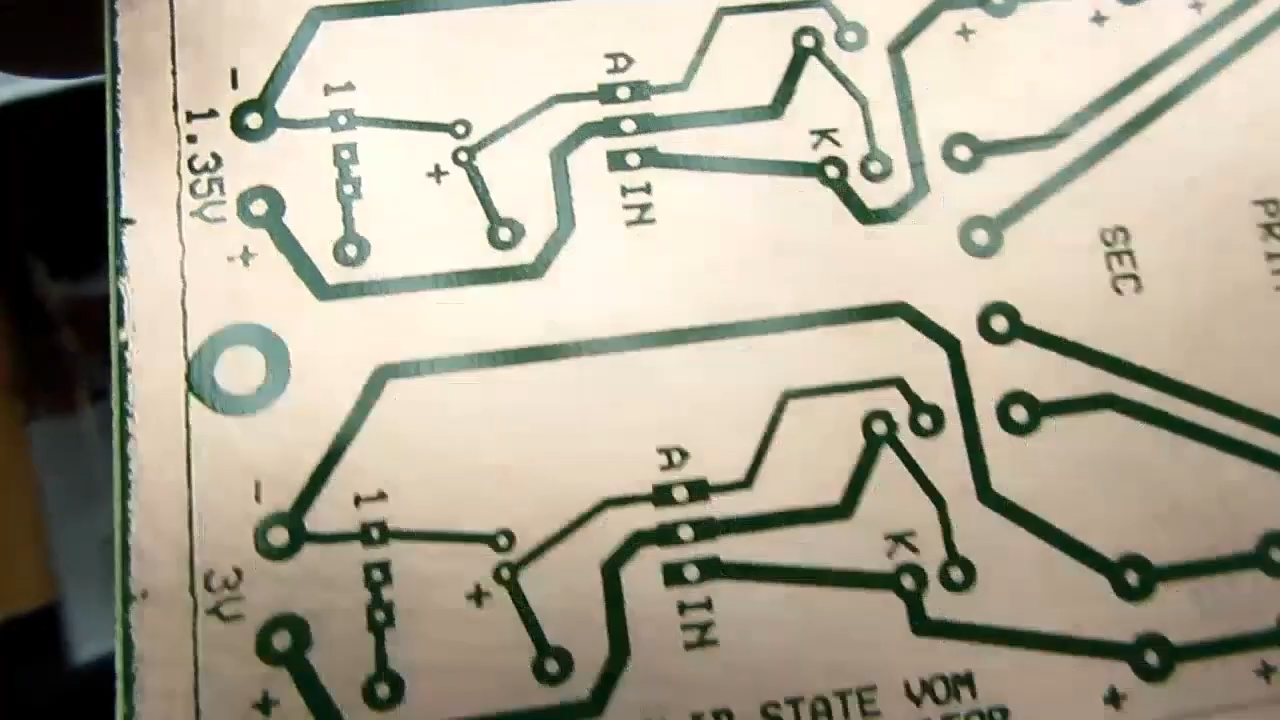 -
1.35V
+
1
+
A
IN
K
+
+
+
SEC
-
3V
+
1
+
A
IN
K
+
+
STATE VOM